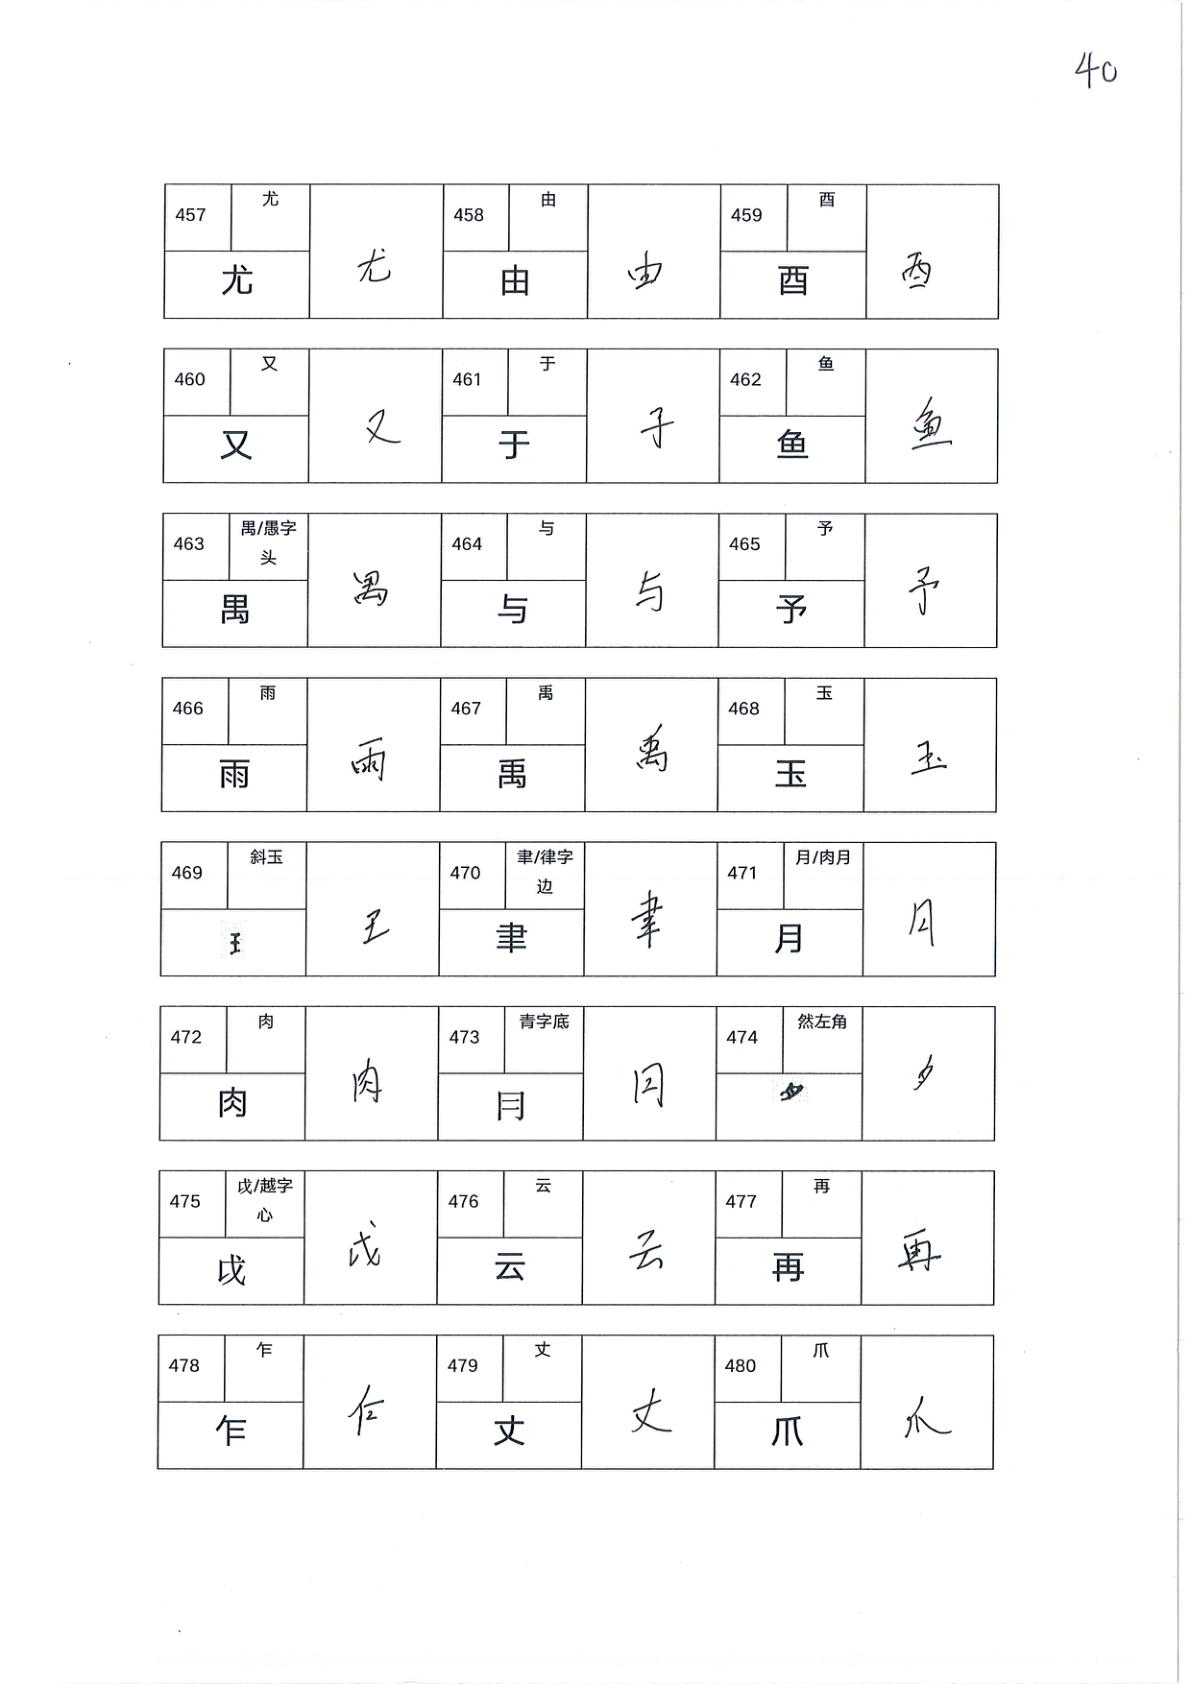 40
457 尤 458 由 459 酉
尤 尤 由 由 酉 酉
460 又 461 于 462 鱼
又 又 于 于 鱼 鱼
463 禺/愚字头 464 与 465 予
禺 禺 与 与 予 予
466 雨 467 禹 468 玉
雨 雨 禹 禹 玉 玉
469 斜玉 470 聿/律字边 471 月/肉月
𤣩 王 聿 聿 月 月
472 肉 473 青字底 474 然左角
肉 肉 ⺝ 
475 戉/越字心 476 云 477 再
戉 戉 云 云 再 再
478 乍 479 丈 480 爪
乍 乍 丈 丈 爪 爪